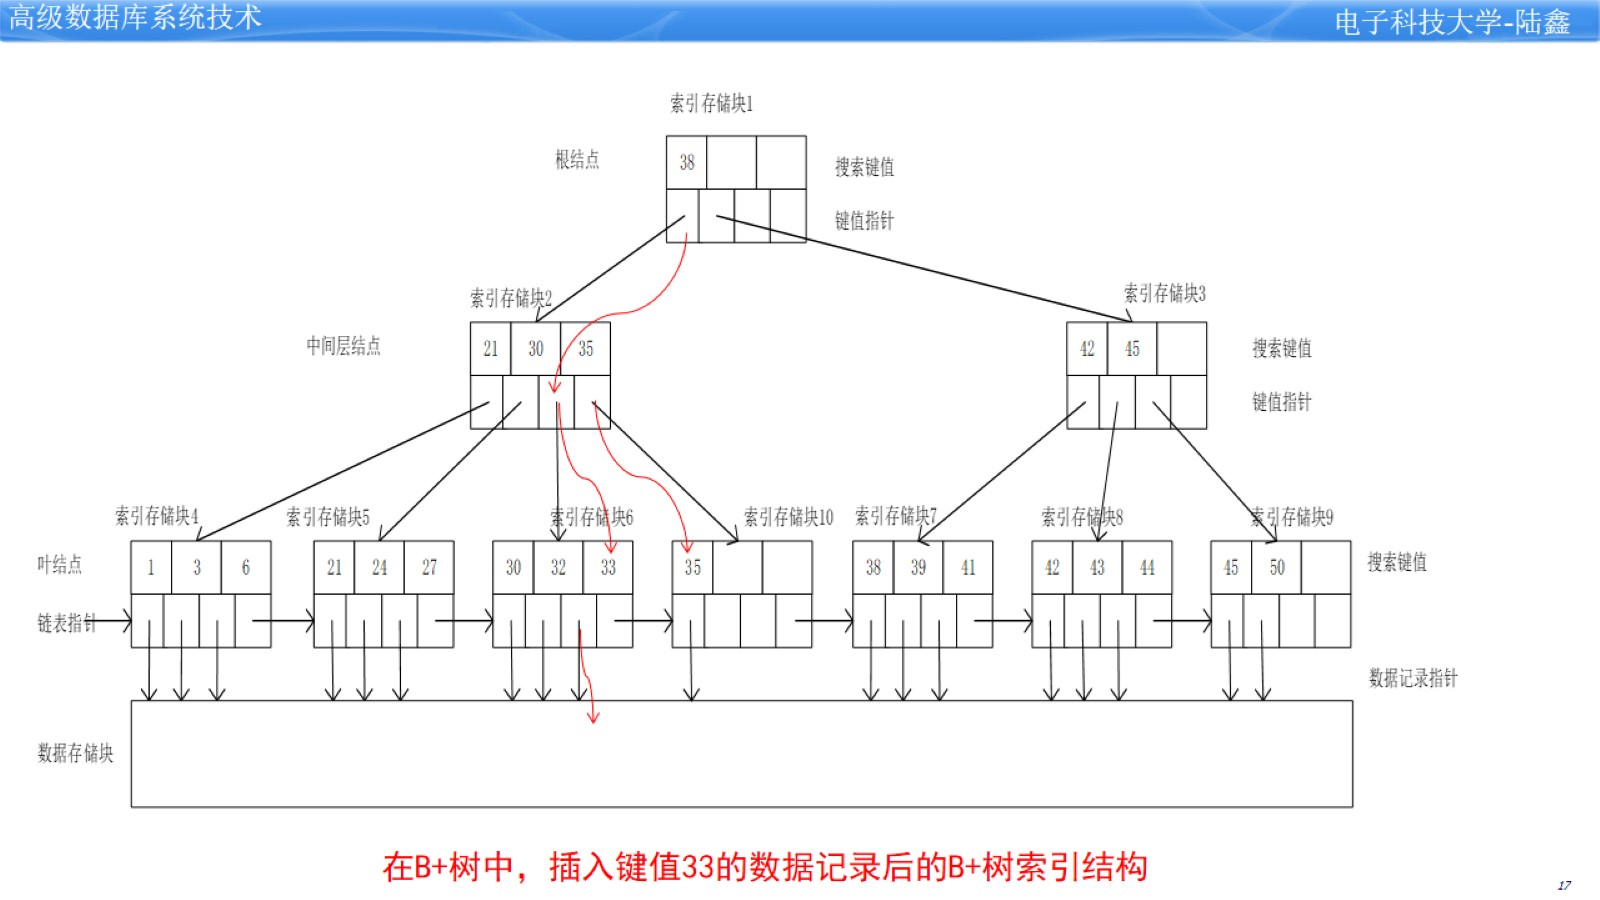 高级数据库系统技术
电子科技大学-陆鑫
索引存储块1
根结点
38
搜索键值
键值指针
索引存储块2
索引存储块3
中间层结点
21 30 35
42 45
搜索键值
键值指针
索引存储块4
索引存储块5
索引存储块6
索引存储块10
索引存储块7
索引存储块8
索引存储块9
叶结点
1 3 6
21 24 27
30 32 33
35
38 39 41
42 43 44
45 50
搜索键值
链表指针
数据记录指针
数据存储块
在B+树中，插入键值33的数据记录后的B+树索引结构
17